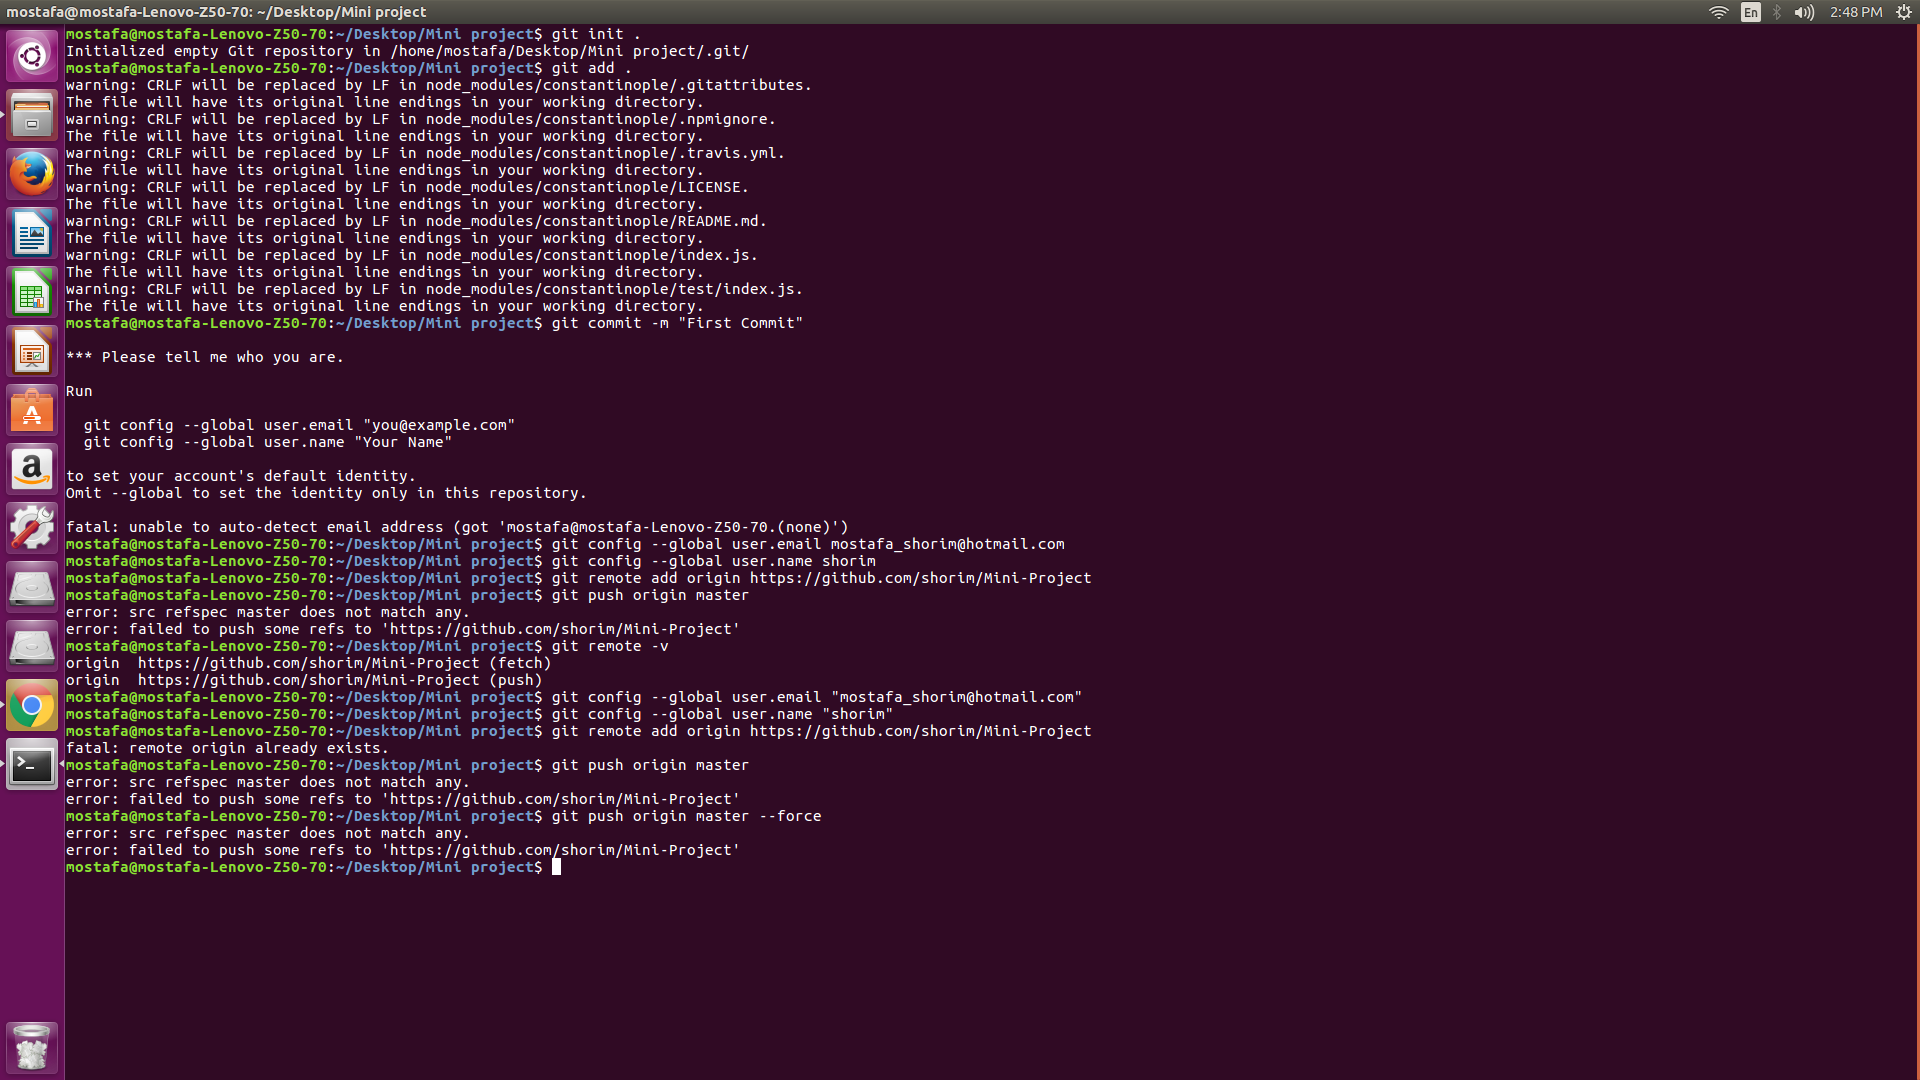 mostafa@mostafa-Lenovo-Z50-70: ~/Desktop/Mini project
En
2:48 PM
mostafa@mostafa-Lenovo-Z50-70:~/Desktop/Mini project$ git init .
Initialized empty Git repository in /home/mostafa/Desktop/Mini project/.git/
mostafa@mostafa-Lenovo-Z50-70:~/Desktop/Mini project$ git add .
warning: CRLF will be replaced by LF in node_modules/constantinople/.gitattributes.
The file will have its original line endings in your working directory.
warning: CRLF will be replaced by LF in node_modules/constantinople/.npmignore.
The file will have its original line endings in your working directory.
warning: CRLF will be replaced by LF in node_modules/constantinople/.travis.yml.
The file will have its original line endings in your working directory.
warning: CRLF will be replaced by LF in node_modules/constantinople/LICENSE.
The file will have its original line endings in your working directory.
warning: CRLF will be replaced by LF in node_modules/constantinople/README.md.
The file will have its original line endings in your working directory.
warning: CRLF will be replaced by LF in node_modules/constantinople/index.js.
The file will have its original line endings in your working directory.
warning: CRLF will be replaced by LF in node_modules/constantinople/test/index.js.
The file will have its original line endings in your working directory.
mostafa@mostafa-Lenovo-Z50-70:~/Desktop/Mini project$ git commit -m "First Commit"

*** Please tell me who you are.

Run

  git config --global user.email "you@example.com"
  git config --global user.name "Your Name"

to set your account's default identity.
Omit --global to set the identity only in this repository.

fatal: unable to auto-detect email address (got 'mostafa@mostafa-Lenovo-Z50-70.(none)')
mostafa@mostafa-Lenovo-Z50-70:~/Desktop/Mini project$ git config --global user.email mostafa_shorim@hotmail.com
mostafa@mostafa-Lenovo-Z50-70:~/Desktop/Mini project$ git config --global user.name shorim
mostafa@mostafa-Lenovo-Z50-70:~/Desktop/Mini project$ git remote add origin https://github.com/shorim/Mini-Project
mostafa@mostafa-Lenovo-Z50-70:~/Desktop/Mini project$ git push origin master
error: src refspec master does not match any.
error: failed to push some refs to 'https://github.com/shorim/Mini-Project'
mostafa@mostafa-Lenovo-Z50-70:~/Desktop/Mini project$ git remote -v
origin  https://github.com/shorim/Mini-Project (fetch)
origin  https://github.com/shorim/Mini-Project (push)
mostafa@mostafa-Lenovo-Z50-70:~/Desktop/Mini project$ git config --global user.email "mostafa_shorim@hotmail.com"
mostafa@mostafa-Lenovo-Z50-70:~/Desktop/Mini project$ git config --global user.name "shorim"
mostafa@mostafa-Lenovo-Z50-70:~/Desktop/Mini project$ git remote add origin https://github.com/shorim/Mini-Project
fatal: remote origin already exists.
mostafa@mostafa-Lenovo-Z50-70:~/Desktop/Mini project$ git push origin master
error: src refspec master does not match any.
error: failed to push some refs to 'https://github.com/shorim/Mini-Project'
mostafa@mostafa-Lenovo-Z50-70:~/Desktop/Mini project$ git push origin master --force
error: src refspec master does not match any.
error: failed to push some refs to 'https://github.com/shorim/Mini-Project'
mostafa@mostafa-Lenovo-Z50-70:~/Desktop/Mini project$